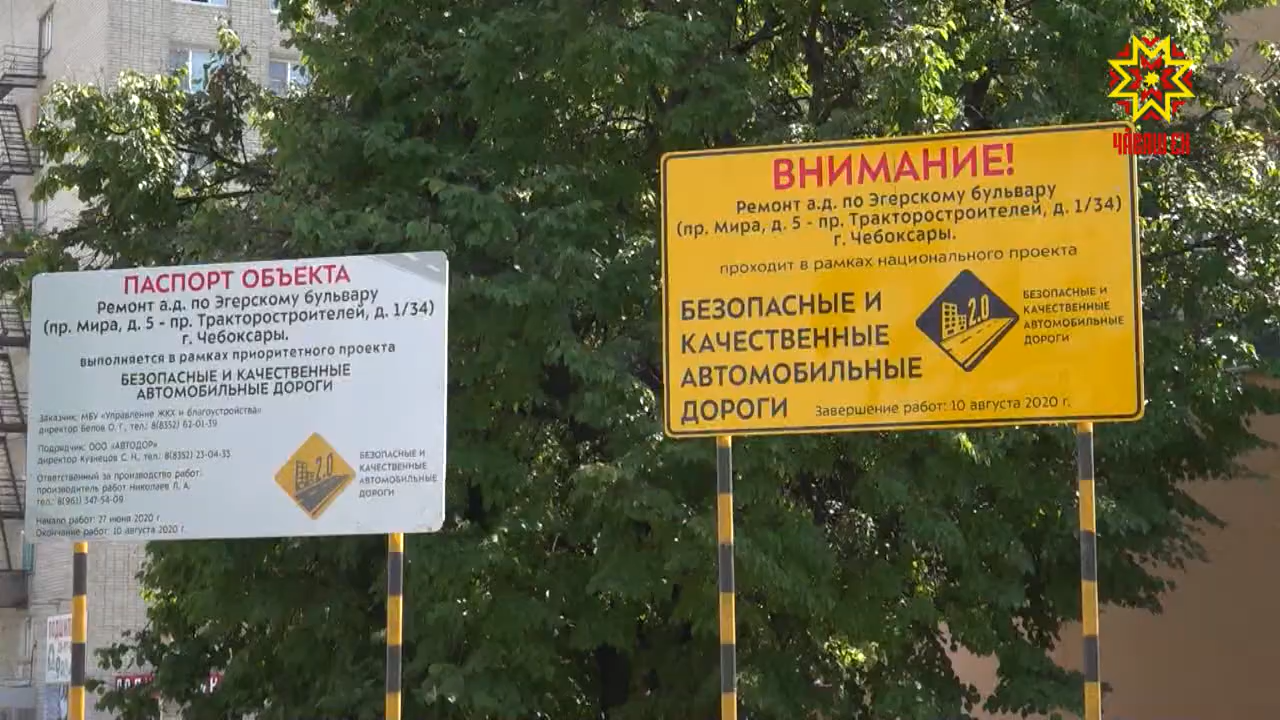 ПАСПОРТ ОБЪЕКТА
Ремонт а.д. по Эгерскому бульвару
(пр. Мира, д. 5 - пр. Тракторостроителей, д. 1/34)
г. Чебоксары.
выполняется в рамках приоритетного проекта
БЕЗОПАСНЫЕ И КАЧЕСТВЕННЫЕ
АВТОМОБИЛЬНЫЕ ДОРОГИ
Заказчик: МБУ «Управление ЖКХ и благоустройства»
директор Белов О. Г., тел.: 8(8352) 62-01-39
Подрядчик: ООО «АВТОДОР»
директор Кузнецов С. Н., тел.: 8(8352) 23-04-33
Ответственный за производство работ:
производитель работ Николаев Л. А.
тел.: 8(961) 347-54-09
Начало работ: 27 июня 2020 г.
Окончание работ: 10 августа 2020 г.
2.0
БЕЗОПАСНЫЕ И
КАЧЕСТВЕННЫЕ
АВТОМОБИЛЬНЫЕ
ДОРОГИ
ВНИМАНИЕ!
Ремонт а.д. по Эгерскому бульвару
(пр. Мира, д. 5 - пр. Тракторостроителей, д. 1/34)
г. Чебоксары.
проходит в рамках национального проекта
БЕЗОПАСНЫЕ И
КАЧЕСТВЕННЫЕ
АВТОМОБИЛЬНЫЕ
ДОРОГИ
2.0
БЕЗОПАСНЫЕ И
КАЧЕСТВЕННЫЕ
АВТОМОБИЛЬНЫЕ
ДОРОГИ
Завершение работ: 10 августа 2020 г.
ЧӐВАШ ЕН